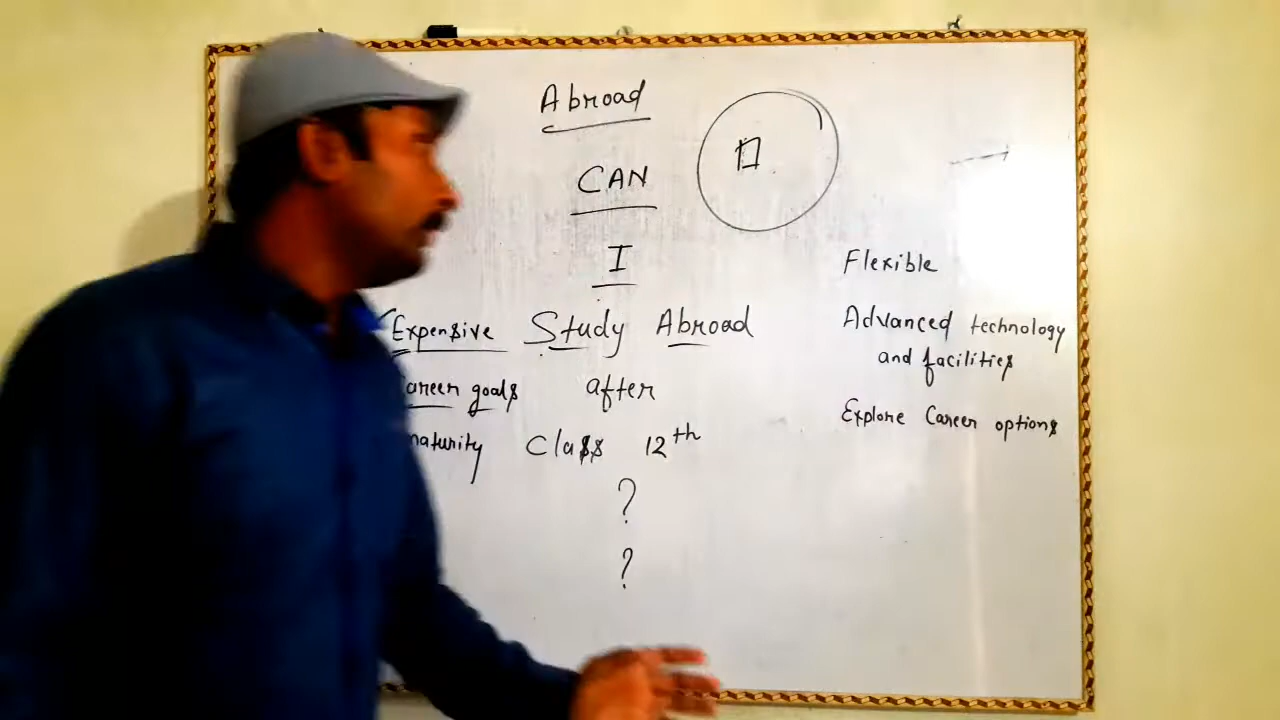 Abroad
CAN
I
Study Abroad
after
Class 12th
?
?
Expensive
Career goals
maturity
Flexible
Advanced technology
and facilities
Explore Career options